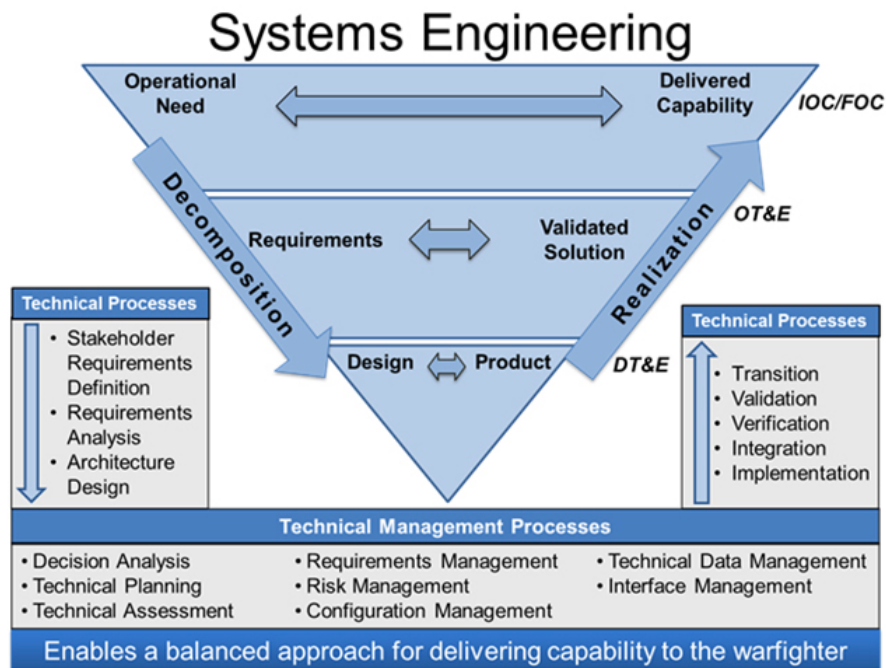 Systems Engineering
Operational
Need
Delivered
Capability
IOC/FOC
Decomposition
Realization
OT&E
Requirements
Validated
Solution
Design
Product
DT&E
Technical Processes
• Stakeholder
Requirements
Definition
• Requirements
Analysis
• Architecture
Design
Technical Processes
• Transition
• Validation
• Verification
• Integration
• Implementation
Technical Management Processes
• Decision Analysis
• Technical Planning
• Technical Assessment
• Requirements Management
• Risk Management
• Configuration Management
• Technical Data Management
• Interface Management
Enables a balanced approach for delivering capability to the warfighter